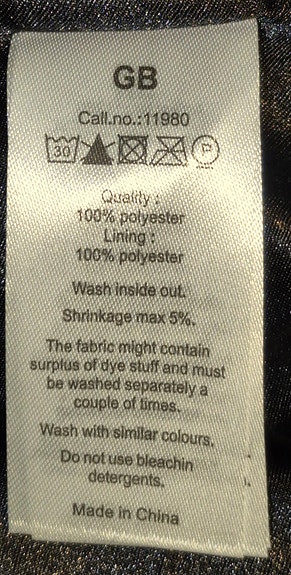 GB
Call.no.:11980
30 P
Quality :
100% polyester
Lining :
100% polyester
Wash inside out.
Shrinkage max 5%.
The fabric might contain
surplus of dye stuff and must
be washed separately a
couple of times.
Wash with similar colours.
Do not use bleachin
detergents.
Made in China